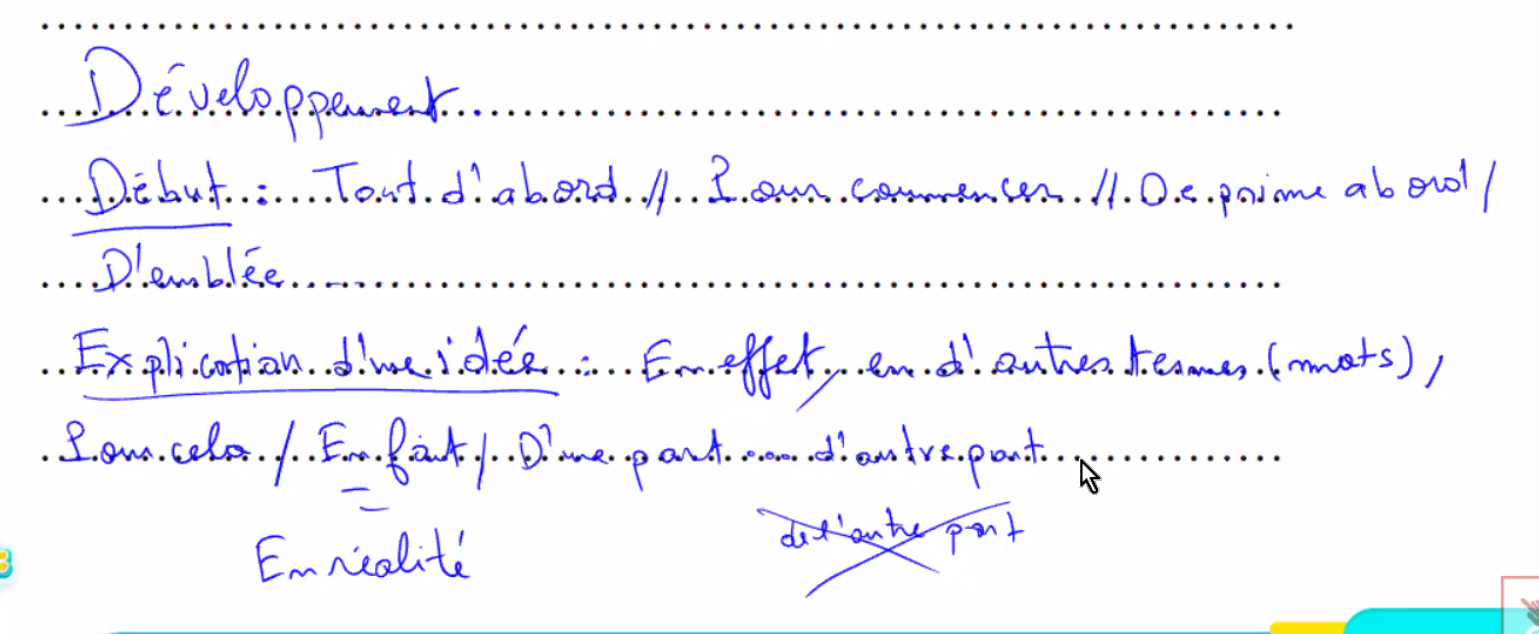 Développement
Début : Tout d'abord // Pour commencer // De prime abord /
D'emblée
Explication d'une idée : En effet, en d'autres termes (mots),
Pour cela / En fait / D'une part .... d'autre part
de l'autre part
En réalité